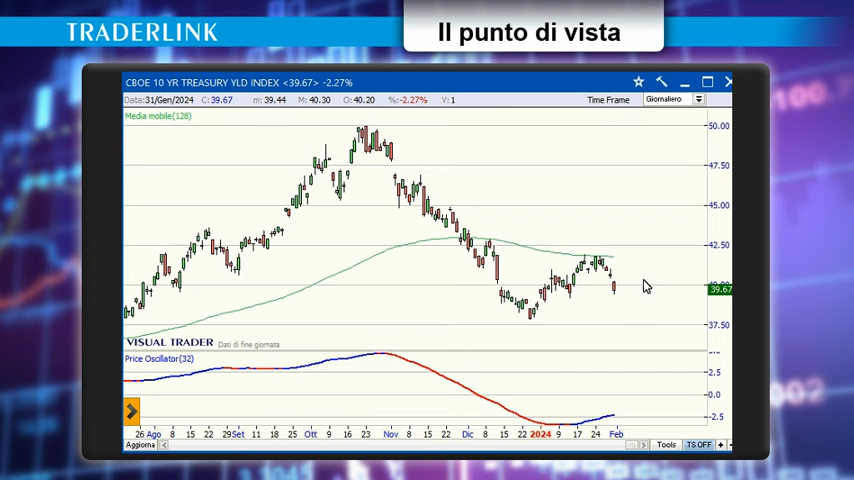 TRADERLINK
Il punto di vista
CBOE 10 YR TREASURY YLD INDEX <39.67> -2.27%
Data:31/Gen/2024 C:39.67 m:39.44 M:40.30 O:40.20 %:-2.27% V:1 Time Frame Giornaliero
Media mobile(128)
50.00
47.50
45.00
42.50
39.67
37.50
VISUAL TRADER Dati di fine giornata
Price Oscillator(32)
2.5
0.0
-2.5
26 Ago 8 15 22 29 Set 11 18 25 Ott 9 16 23 Nov 8 15 22 Dic 8 15 22 2024 9 17 24 Feb
Aggiorna Tools TS OFF + -